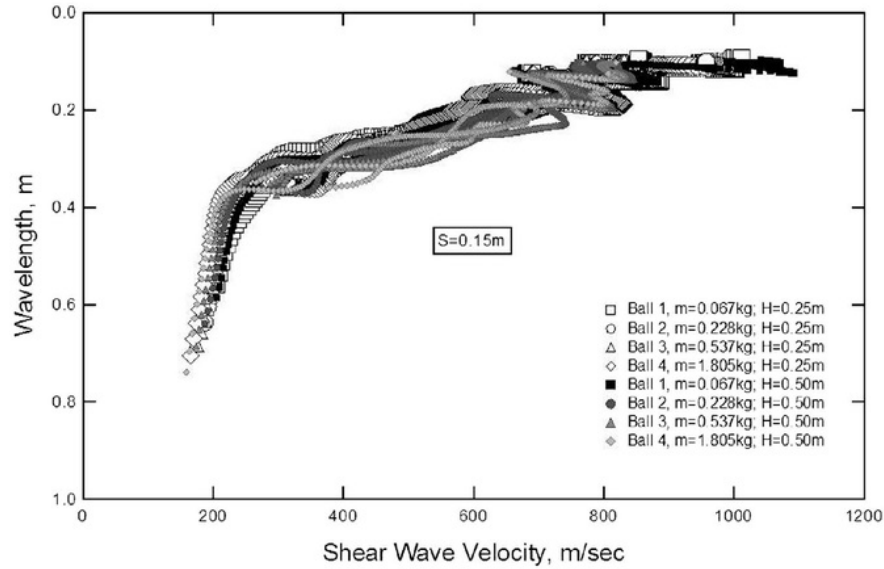 0.0
0.2
0.4
0.6
0.8
1.0
Wavelength, m
S=0.15m
Ball 1, m=0.067kg; H=0.25m
Ball 2, m=0.228kg; H=0.25m
Ball 3, m=0.537kg; H=0.25m
Ball 4, m=1.805kg; H=0.25m
Ball 1, m=0.067kg; H=0.50m
Ball 2, m=0.228kg; H=0.50m
Ball 3, m=0.537kg; H=0.50m
Ball 4, m=1.805kg; H=0.50m
0 200 400 600 800 1000 1200
Shear Wave Velocity, m/sec